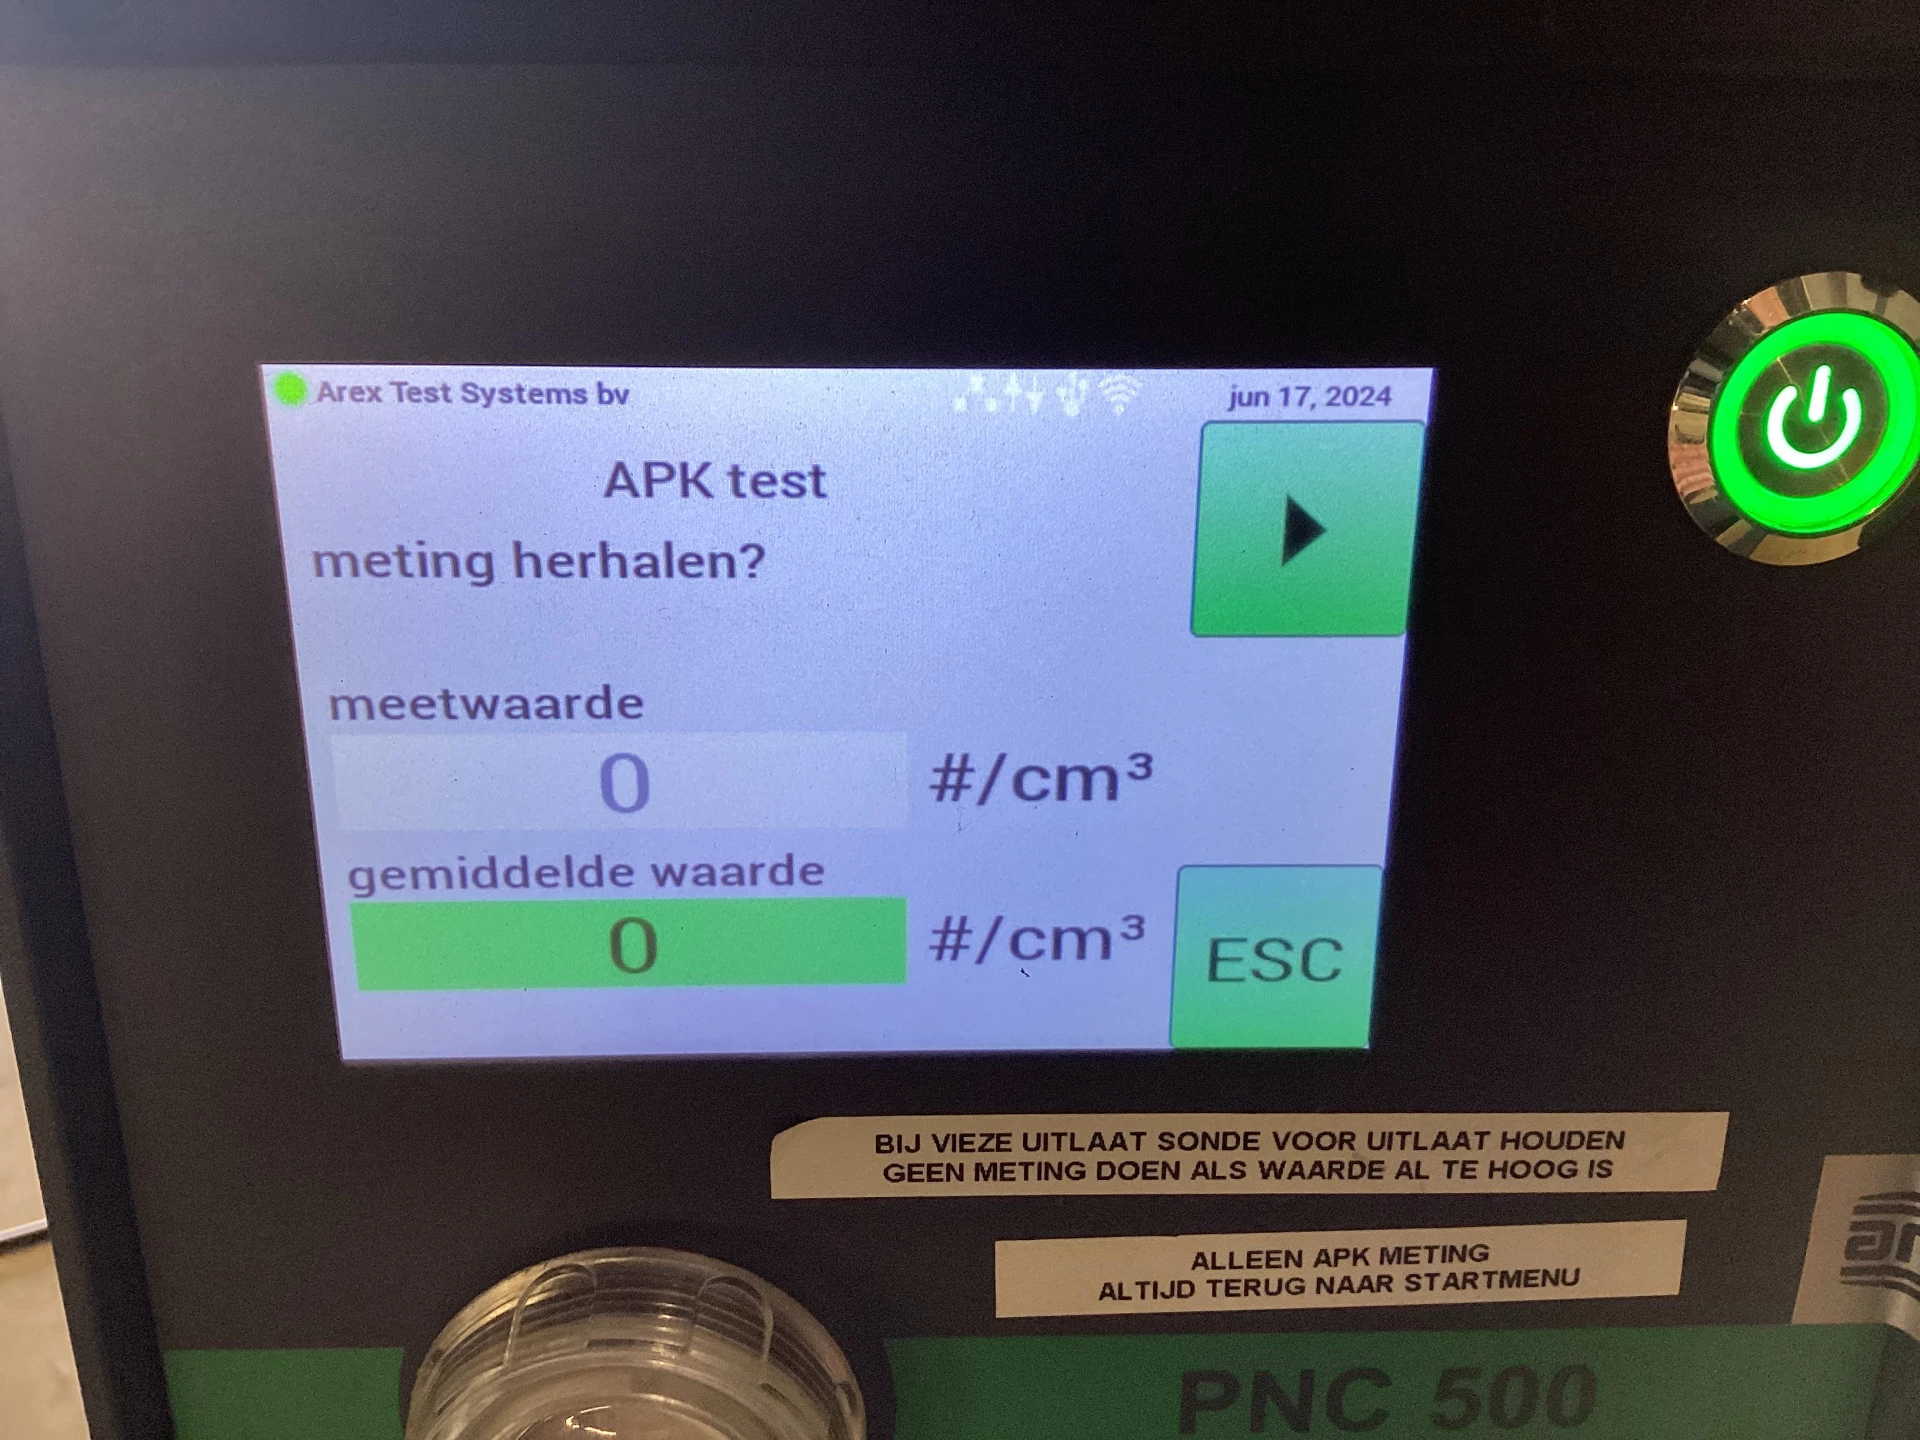 Arex Test Systems bv
jun 17, 2024
APK test
meting herhalen?
meetwaarde
0 #/cm³
gemiddelde waarde
0 #/cm³
ESC
BIJ VIEZE UITLAAT SONDE VOOR UITLAAT HOUDEN
GEEN METING DOEN ALS WAARDE AL TE HOOG IS
ALLEEN APK METING
ALTIJD TERUG NAAR STARTMENU
PNC 500